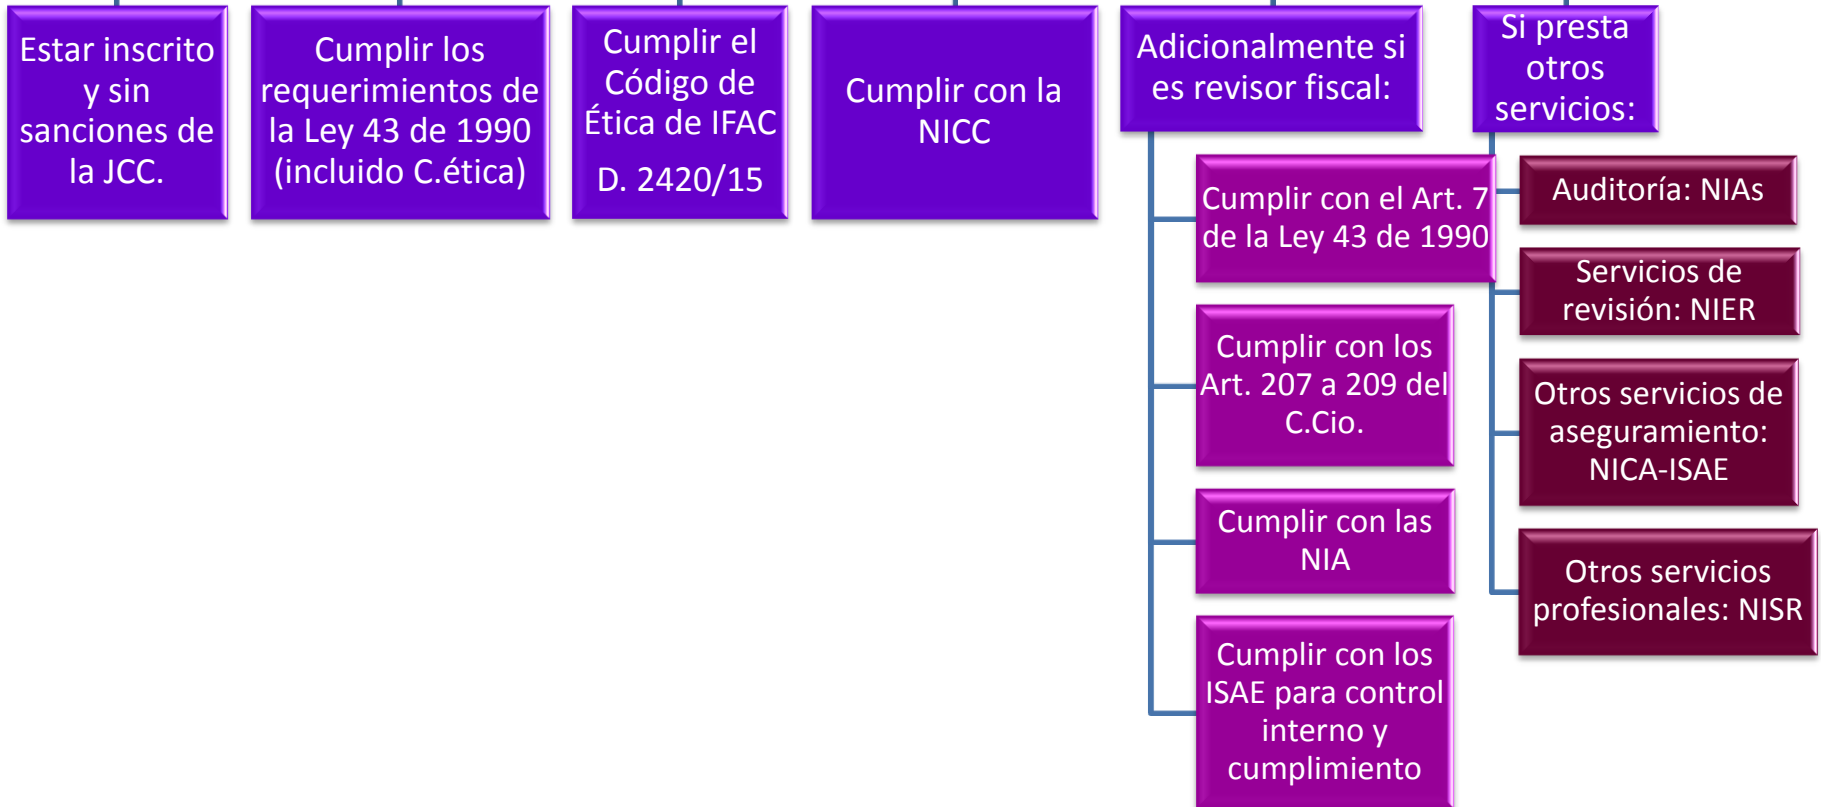 Estar inscrito
y sin
sanciones de
la JCC.
Cumplir los
requerimientos de
la Ley 43 de 1990
(incluido C.ética)
Cumplir el
Código de
Ética de IFAC
D. 2420/15
Cumplir con la
NICC
Adicionalmente si
es revisor fiscal:
Cumplir con el Art. 7
de la Ley 43 de 1990
Cumplir con los
Art. 207 a 209 del
C.Cio.
Cumplir con las
NIA
Cumplir con los
ISAE para control
interno y
cumplimiento
Si presta
otros
servicios:
Auditoría: NIAs
Servicios de
revisión: NIER
Otros servicios de
aseguramiento:
NICA-ISAE
Otros servicios
profesionales: NISR